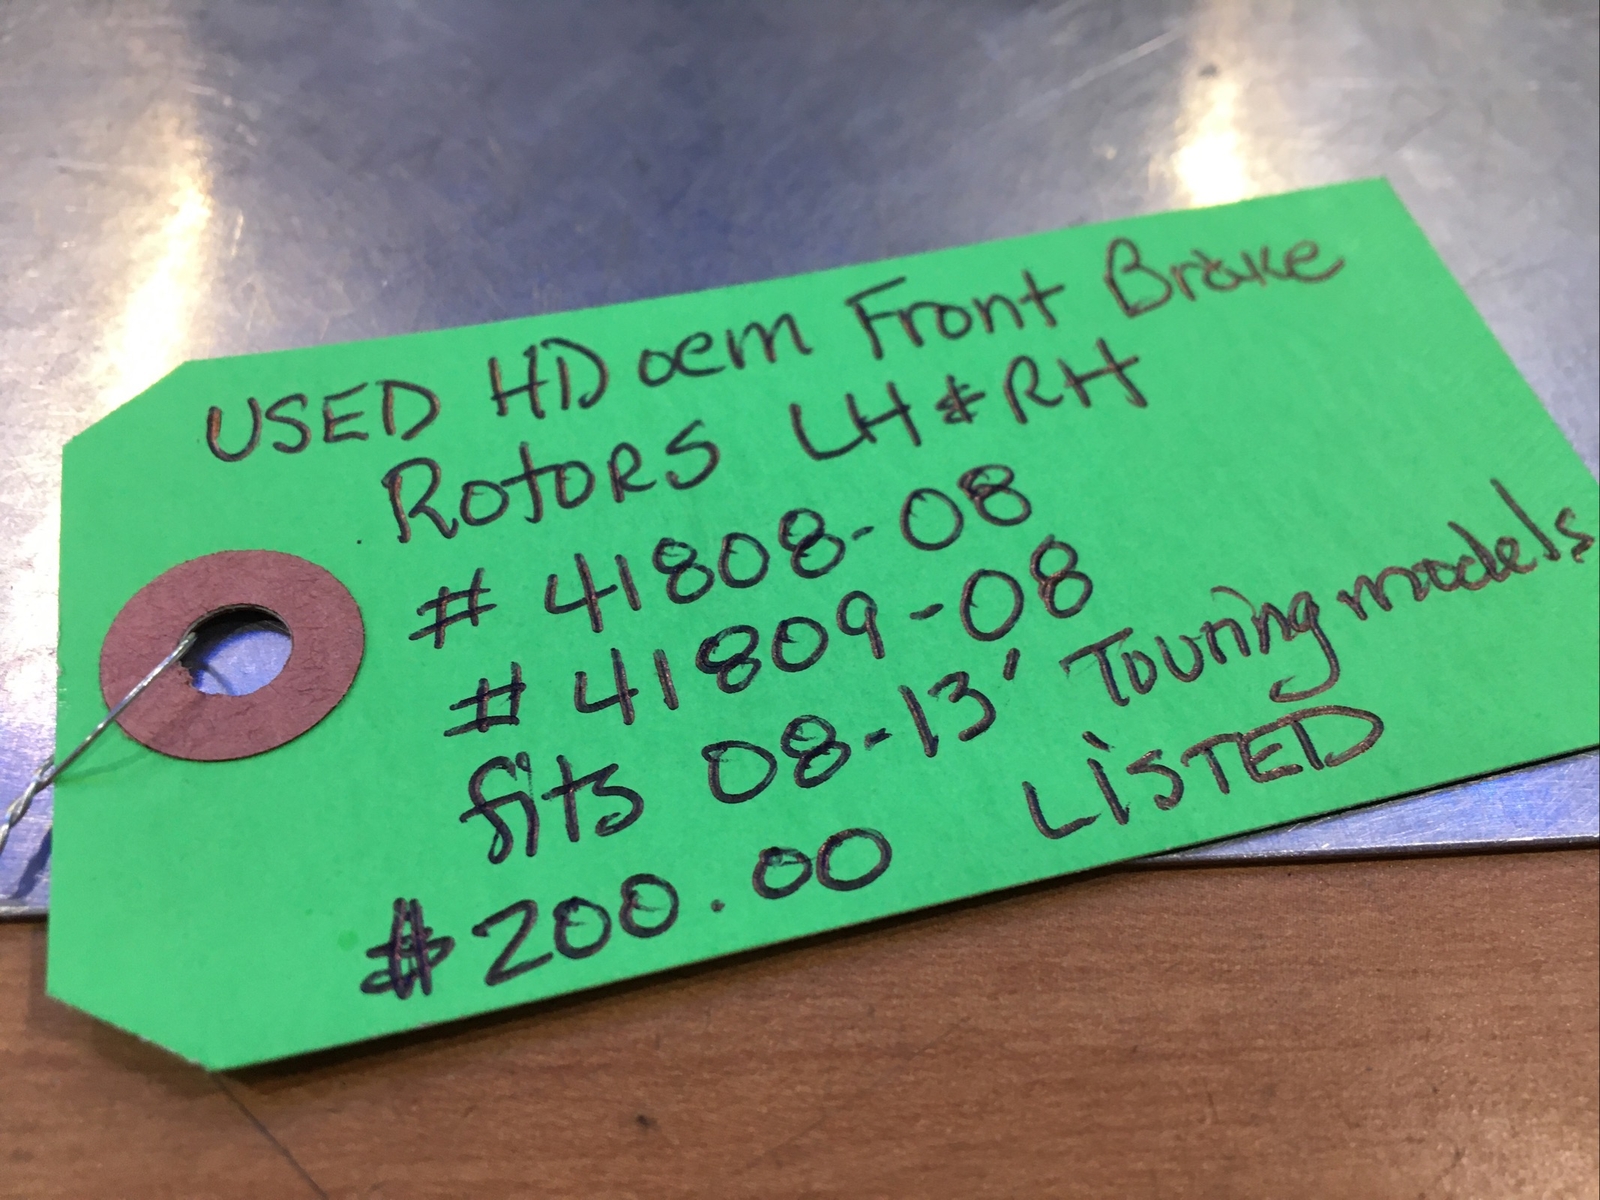 USED HD oem Front Brake
Rotors LH & RH
# 41808-08
# 41809-08
fits 08-13' Touring models
$200.00 LiSTED